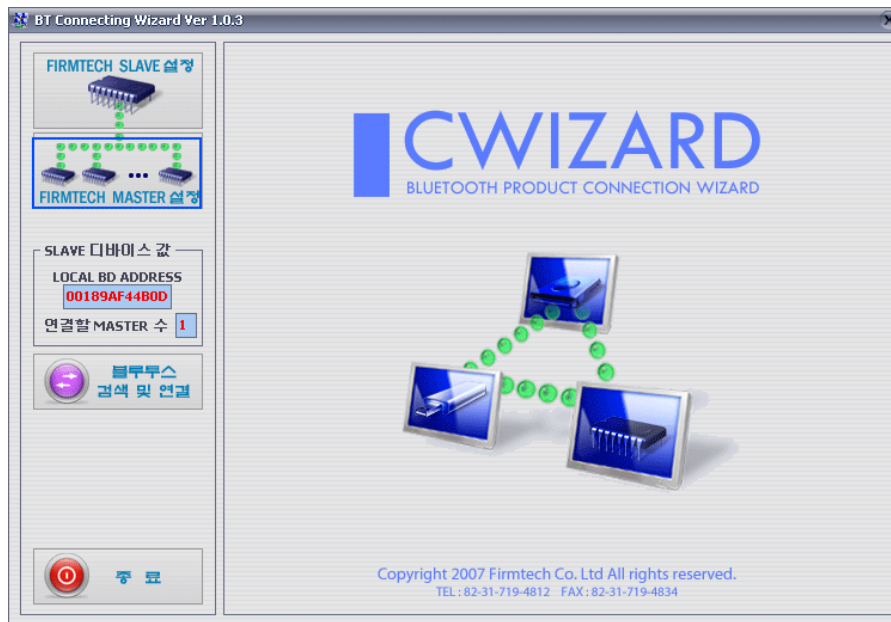 BT Connecting Wizard Ver 1.0.3
FIRMTECH SLAVE 설정
FIRMTECH MASTER 설정
SLAVE 디바이스 값
LOCAL BD ADDRESS
00189AF44B0D
연결할 MASTER 수 1
블루투스
검색 및 연결
종 료
CWIZARD
BLUETOOTH PRODUCT CONNECTION WIZARD
Copyright 2007 Firmtech Co. Ltd All rights reserved.
TEL : 82-31-719-4812 FAX : 82-31-719-4834